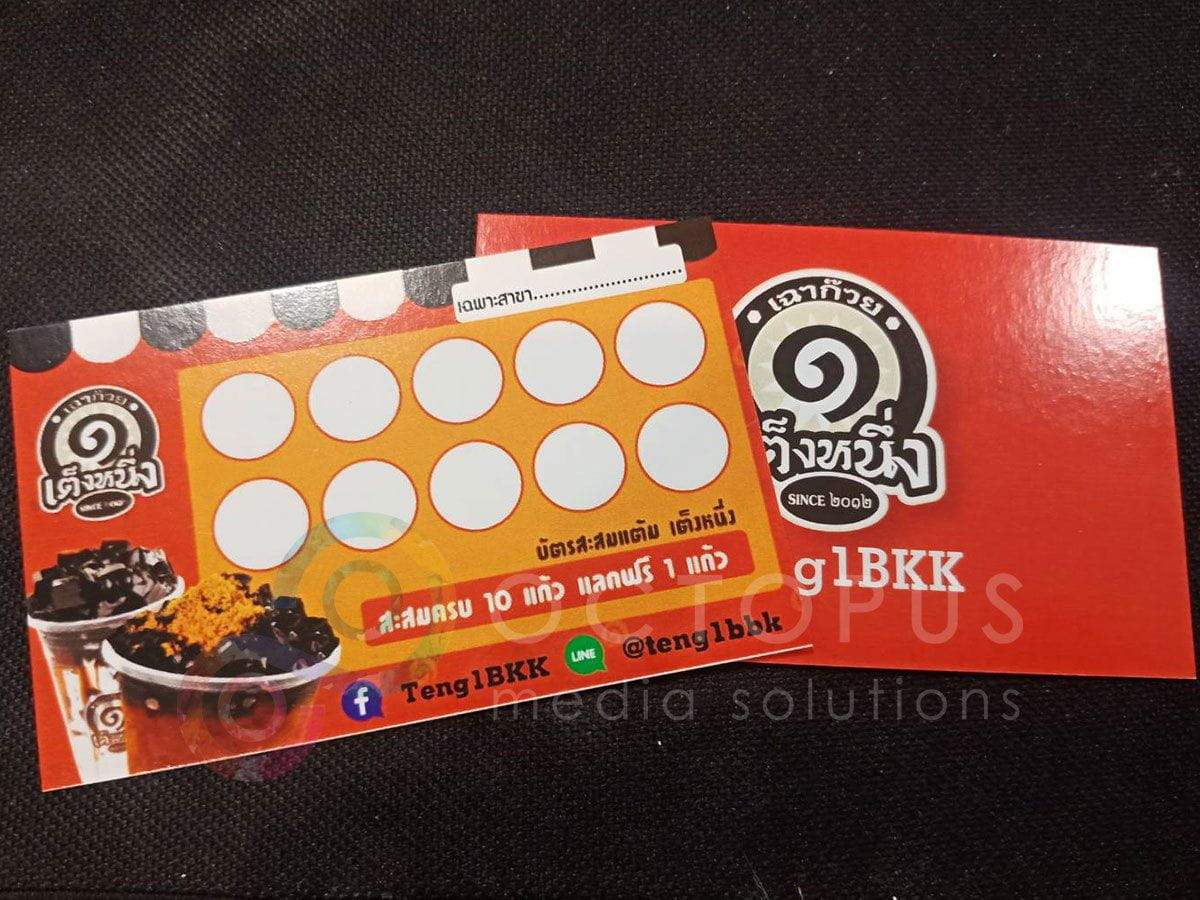 เฉพาะสาขา............................
เฉาก๊วย
๑
เต็งหนึ่ง
SINCE
บัตรสะสมแต้ม เต็งหนึ่ง
สะสมครบ 10 แก้ว แลกฟรี 1 แก้ว
f Teng1BKK LINE @teng1bbk
เฉาก๊วย
๑
ต็งหนึ่ง
SINCE ๒๐๑๒
g1BKK
OCTOPUS
media solutions